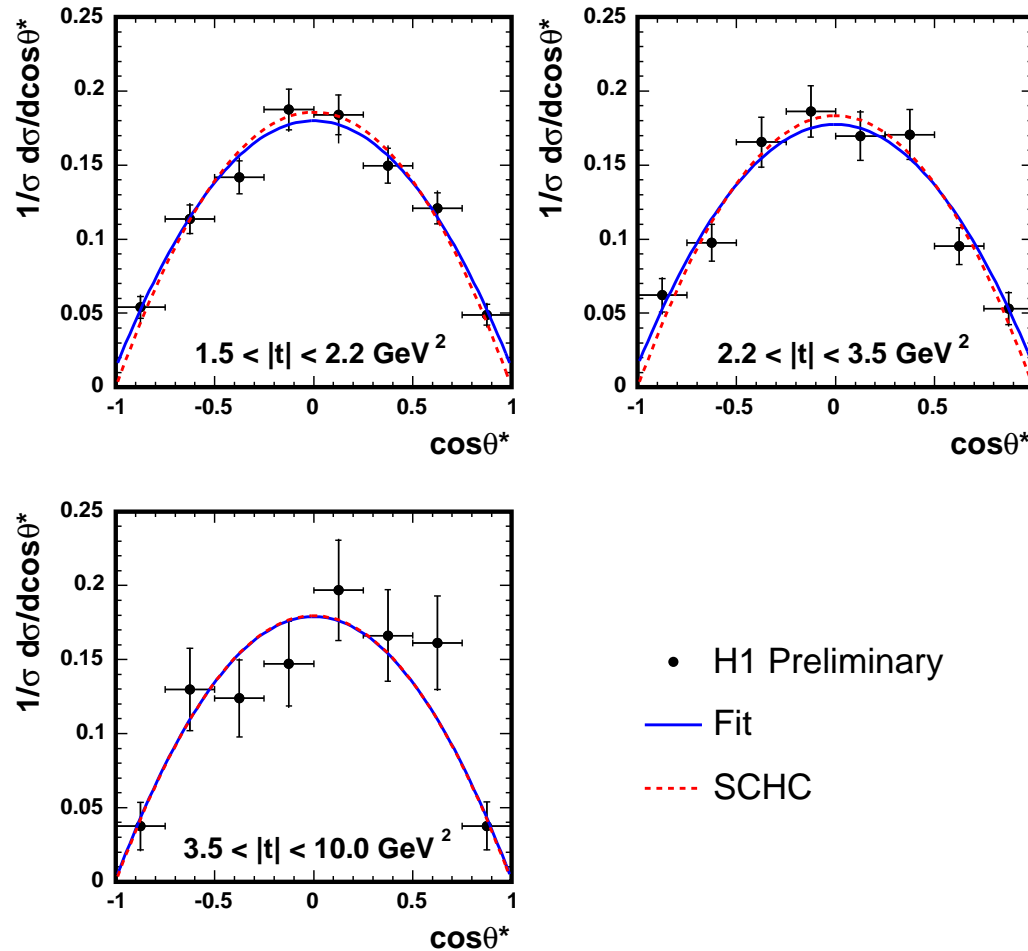 1/σ dσ/dcosθ*
0.25
0.2
0.15
0.1
0.05
0
1.5 < |t| < 2.2 GeV 2
-1 -0.5 0 0.5 1
cosθ*
1/σ dσ/dcosθ*
0.25
0.2
0.15
0.1
0.05
0
2.2 < |t| < 3.5 GeV 2
-1 -0.5 0 0.5
cosθ*
1/σ dσ/dcosθ*
0.25
0.2
0.15
0.1
0.05
0
3.5 < |t| < 10.0 GeV 2
-1 -0.5 0 0.5 1
cosθ*
H1 Preliminary
Fit
SCHC